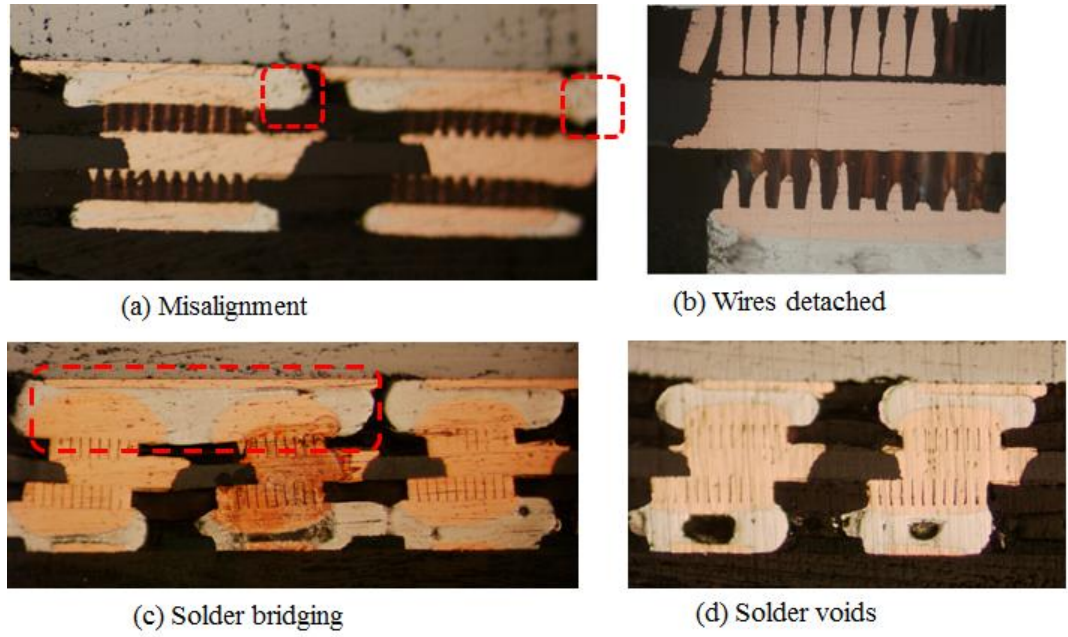 (a) Misalignment
(b) Wires detached
(c) Solder bridging
(d) Solder voids